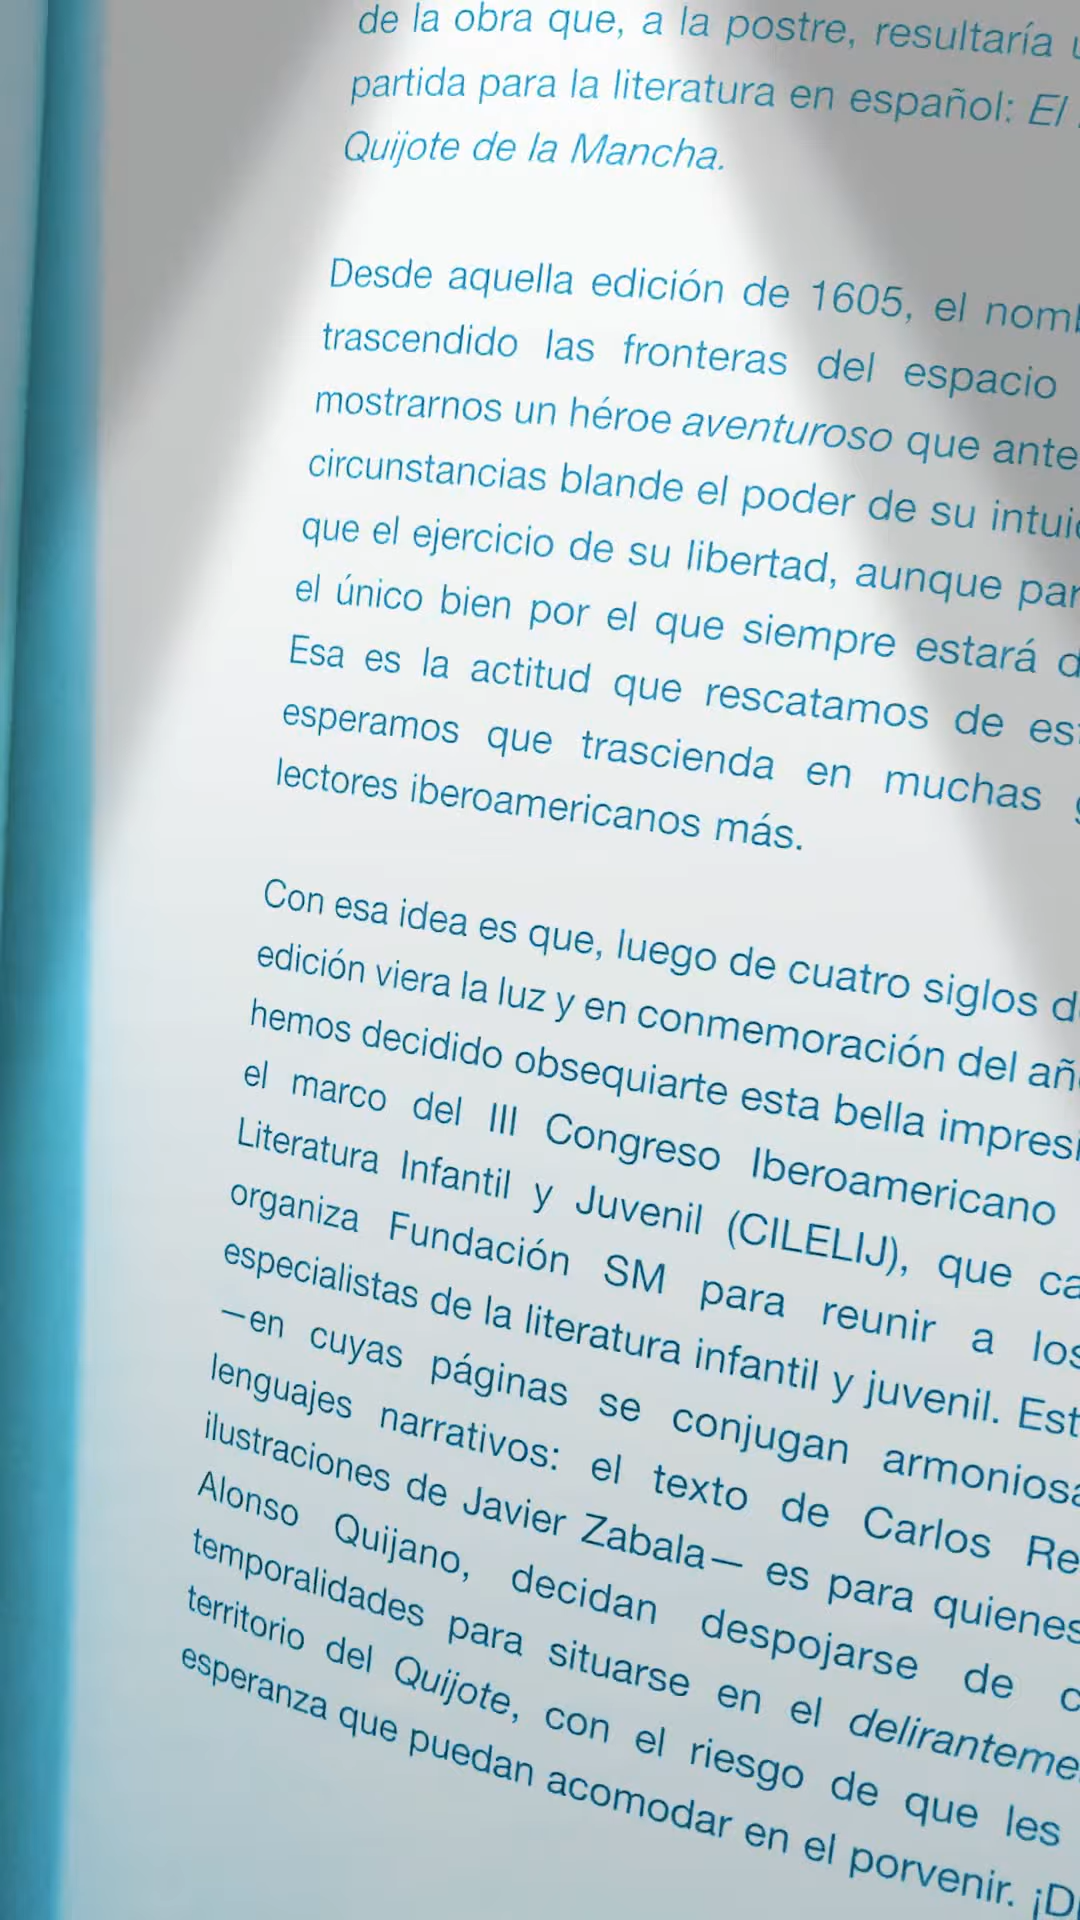 de la obra que, a la postre, resultaría
partida para la literatura en español: El
Quijote de la Mancha.
Desde aquella edición de 1605, el
trascendido las fronteras del espacio
mostrarnos un héroe aventuroso que ante
circunstancias blande el poder de su
que el ejercicio de su libertad, aunque
el único bien por el que siempre estará
Esa es la actitud que rescatamos de
esperamos que trascienda en muchas
lectores iberoamericanos más.
Con esa idea es que, luego de cuatro siglos
edición viera la luz y en conmemoración del
hemos decidido obsequiarte esta bella
el marco del III Congreso Iberoamericano
Literatura Infantil y Juvenil (CILELIJ), que
organiza Fundación SM para reunir a
especialistas de la literatura infantil y juvenil.
—en cuyas páginas se conjugan
lenguajes narrativos: el texto de Carlos
ilustraciones de Javier Zabala— es para quienes
Alonso Quijano, decidan despojarse de
temporalidades para situarse en el
territorio del Quijote, con el riesgo de que les
esperanza que puedan acomodar en el porvenir.